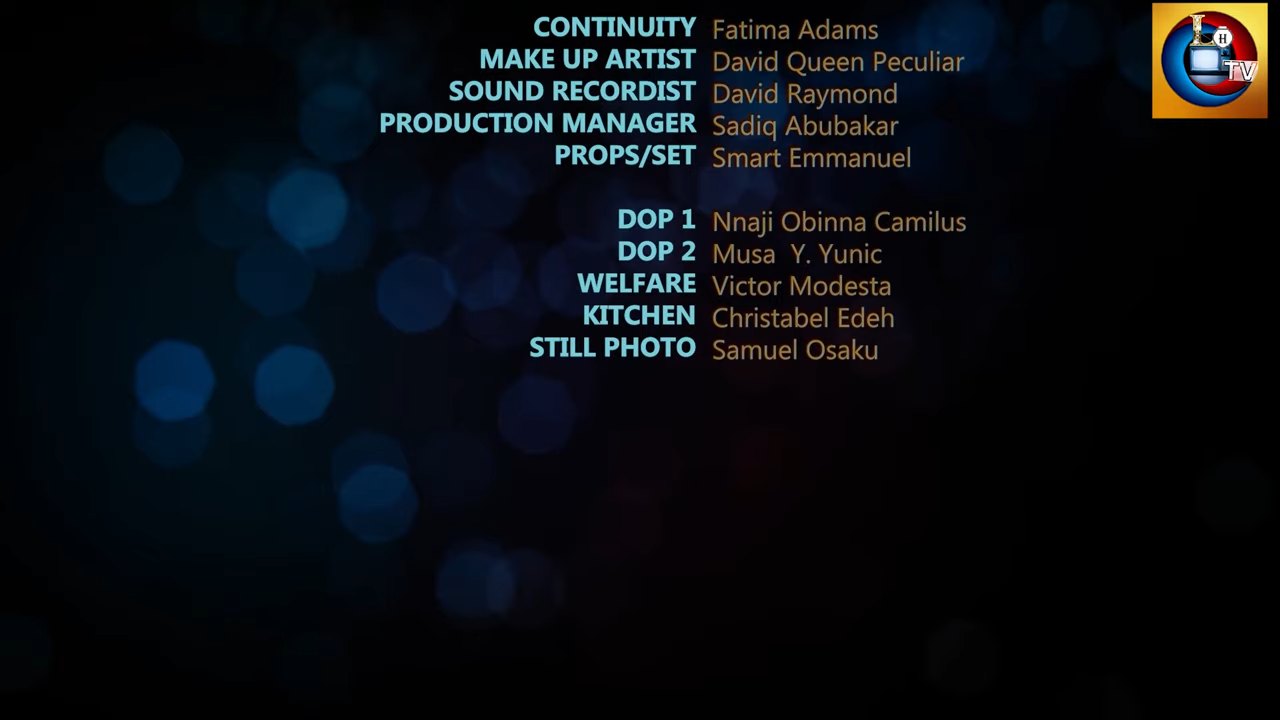 CONTINUITY Fatima Adams
MAKE UP ARTIST David Queen Peculiar
SOUND RECORDIST David Raymond
PRODUCTION MANAGER Sadiq Abubakar
PROPS/SET Smart Emmanuel
DOP 1 Nnaji Obinna Camilus
DOP 2 Musa Y. Yunic
WELFARE Victor Modesta
KITCHEN Christabel Edeh
STILL PHOTO Samuel Osaku
H
TV